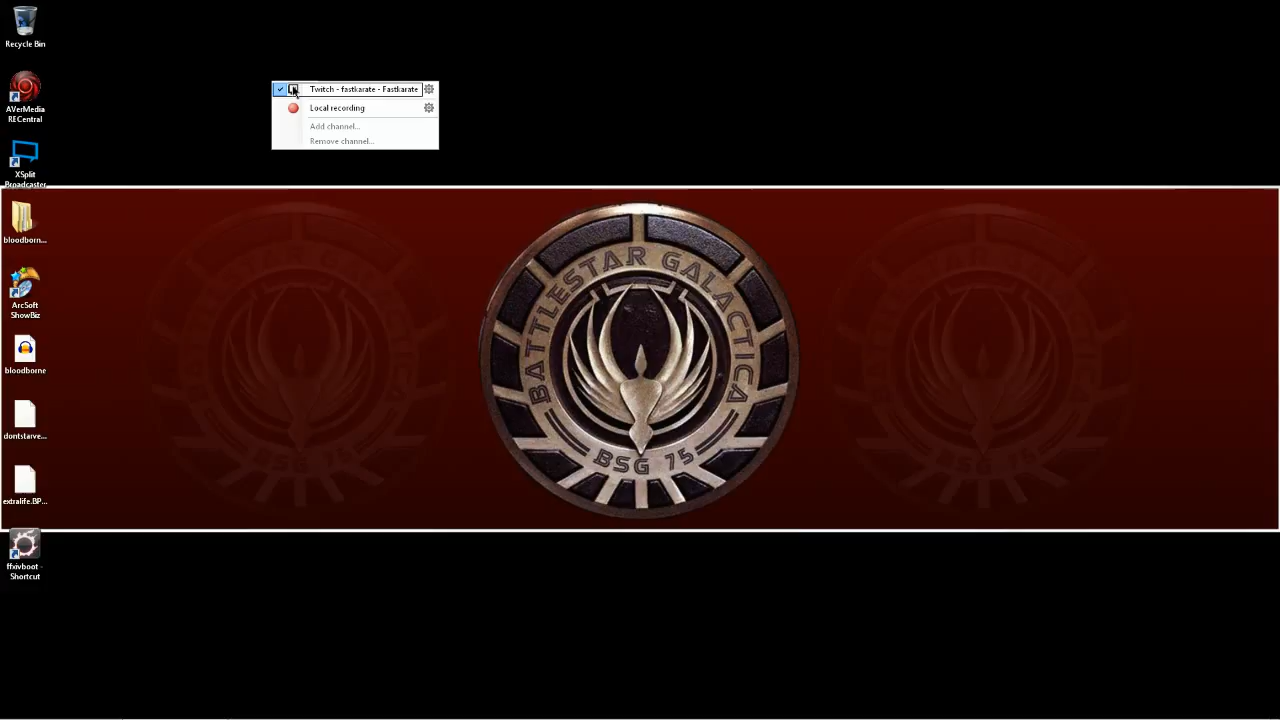 Recycle Bin
AVerMedia
RECentral
XSplit
Broadcaster
bloodborn...
ArcSoft
ShowBiz
bloodborne
dontstarve...
extralife.BP...
ffxivboot -
Shortcut
Twitch - fastkarate - Fastkarate
Local recording
Add channel...
Remove channel...
BATTLESTAR GALACTICA
BSG 75